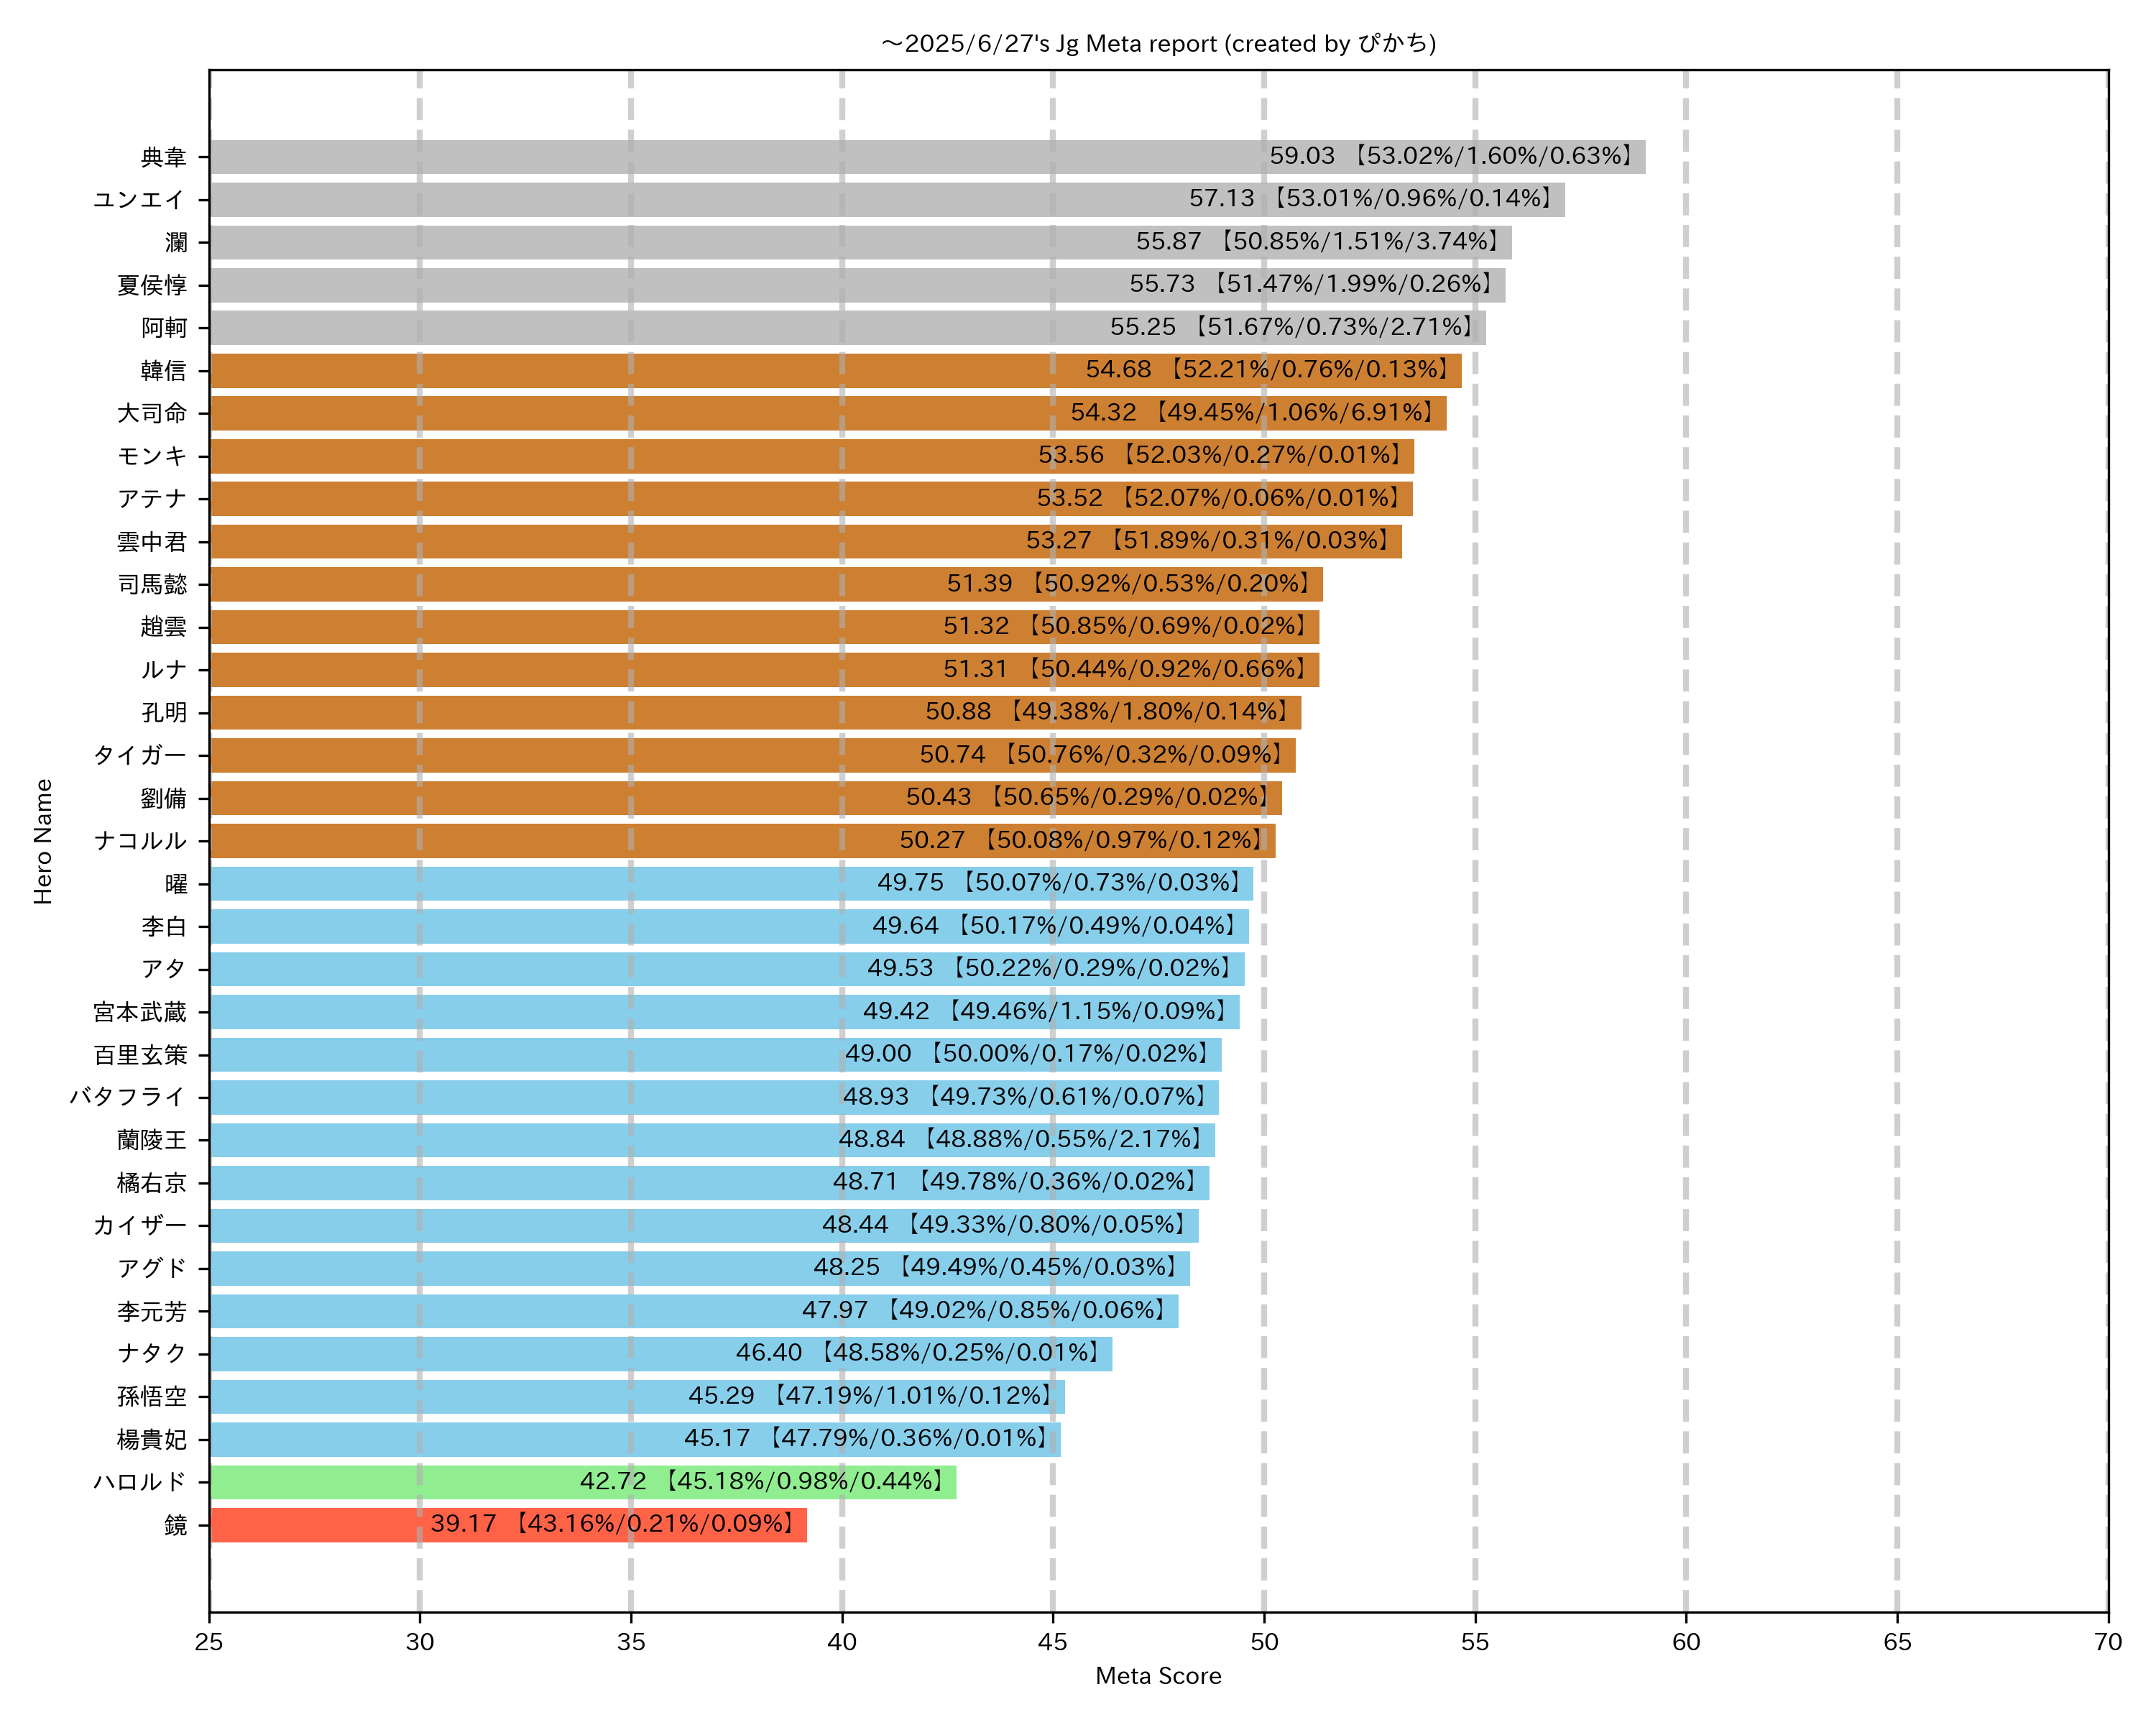 ～2025/6/27's Jg Meta report (created by ぴかち)
典韋 59.03 【53.02%/1.60%/0.63%】
ユンエイ 57.13 【53.01%/0.96%/0.14%】
瀾 55.87 【50.85%/1.51%/3.74%】
夏侯惇 55.73 【51.47%/1.99%/0.26%】
阿軻 55.25 【51.67%/0.73%/2.71%】
韓信 54.68 【52.21%/0.76%/0.13%】
大司命 54.32 【49.45%/1.06%/6.91%】
モンキ 53.56 【52.03%/0.27%/0.01%】
アテナ 53.52 【52.07%/0.06%/0.01%】
雲中君 53.27 【51.89%/0.31%/0.03%】
司馬懿 51.39 【50.92%/0.53%/0.20%】
趙雲 51.32 【50.85%/0.69%/0.02%】
ルナ 51.31 【50.44%/0.92%/0.66%】
孔明 50.88 【49.38%/1.80%/0.14%】
タイガー 50.74 【50.76%/0.32%/0.09%】
劉備 50.43 【50.65%/0.29%/0.02%】
ナコルル 50.27 【50.08%/0.97%/0.12%】
曜 49.75 【50.07%/0.73%/0.03%】
李白 49.64 【50.17%/0.49%/0.04%】
アタ 49.53 【50.22%/0.29%/0.02%】
宮本武蔵 49.42 【49.46%/1.15%/0.09%】
百里玄策 49.00 【50.00%/0.17%/0.02%】
バタフライ 48.93 【49.73%/0.61%/0.07%】
蘭陵王 48.84 【48.88%/0.55%/2.17%】
橘右京 48.71 【49.78%/0.36%/0.02%】
カイザー 48.44 【49.33%/0.80%/0.05%】
アグド 48.25 【49.49%/0.45%/0.03%】
李元芳 47.97 【49.02%/0.85%/0.06%】
ナタク 46.40 【48.58%/0.25%/0.01%】
孫悟空 45.29 【47.19%/1.01%/0.12%】
楊貴妃 45.17 【47.79%/0.36%/0.01%】
ハロルド 42.72 【45.18%/0.98%/0.44%】
鏡 39.17 【43.16%/0.21%/0.09%】
Hero Name
25 30 35 40 45 50 55 60 65 70
Meta Score